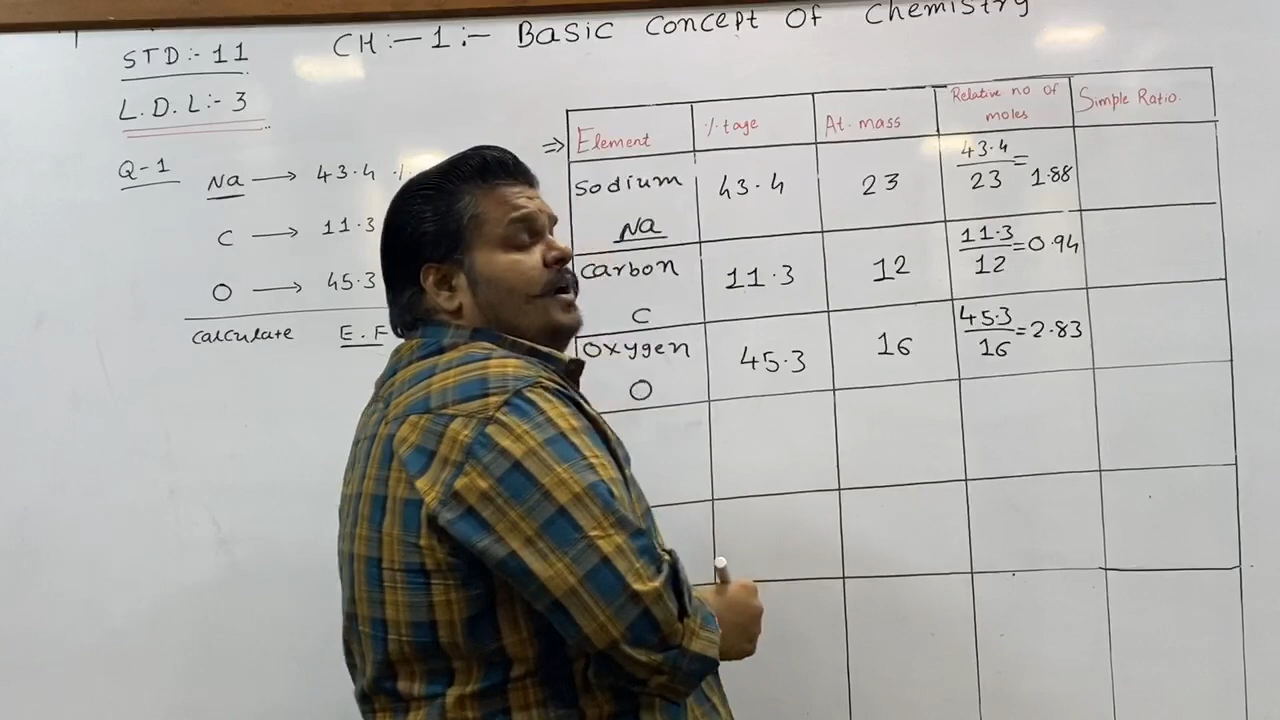 CH:- 1:- Basic Concept Of Chemistry
STD:- 11
L.D.L:- 3
Q-1
Na → 43.4 %
C → 11.3
O → 45.3
calculate E.F
⇒ Element %tage At. mass Relative no of moles Simple Ratio.
Sodium Na 43.4 23 43.4/23 = 1.88
Carbon C 11.3 12 11.3/12 = 0.94
Oxygen O 45.3 16 45.3/16 = 2.83